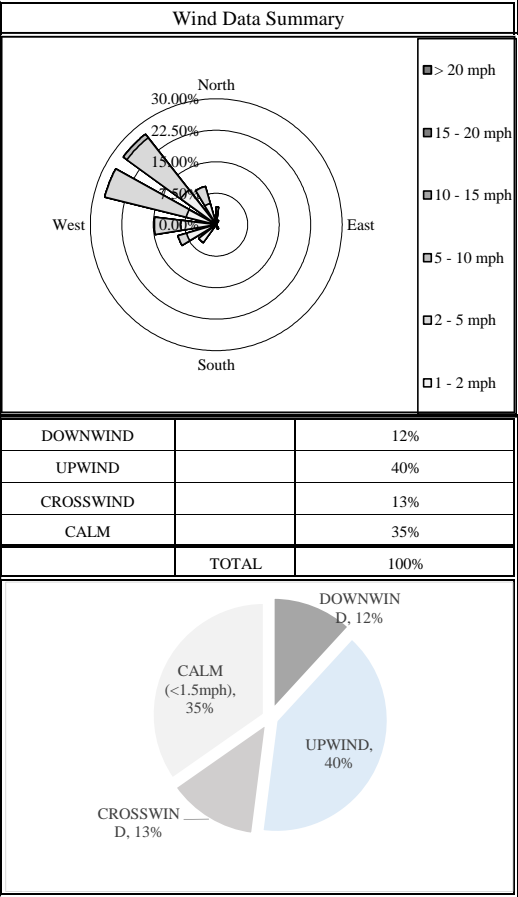 Wind Data Summary
North
30.00%
22.50%
15.00%
7.50%
0.00%
West
East
South
> 20 mph
15 - 20 mph
10 - 15 mph
5 - 10 mph
2 - 5 mph
1 - 2 mph
DOWNWIND 12%
UPWIND 40%
CROSSWIND 13%
CALM 35%
TOTAL 100%
DOWNWIN
D, 12%
CALM
(<1.5mph),
35%
UPWIND,
40%
CROSSWIN
D, 13%